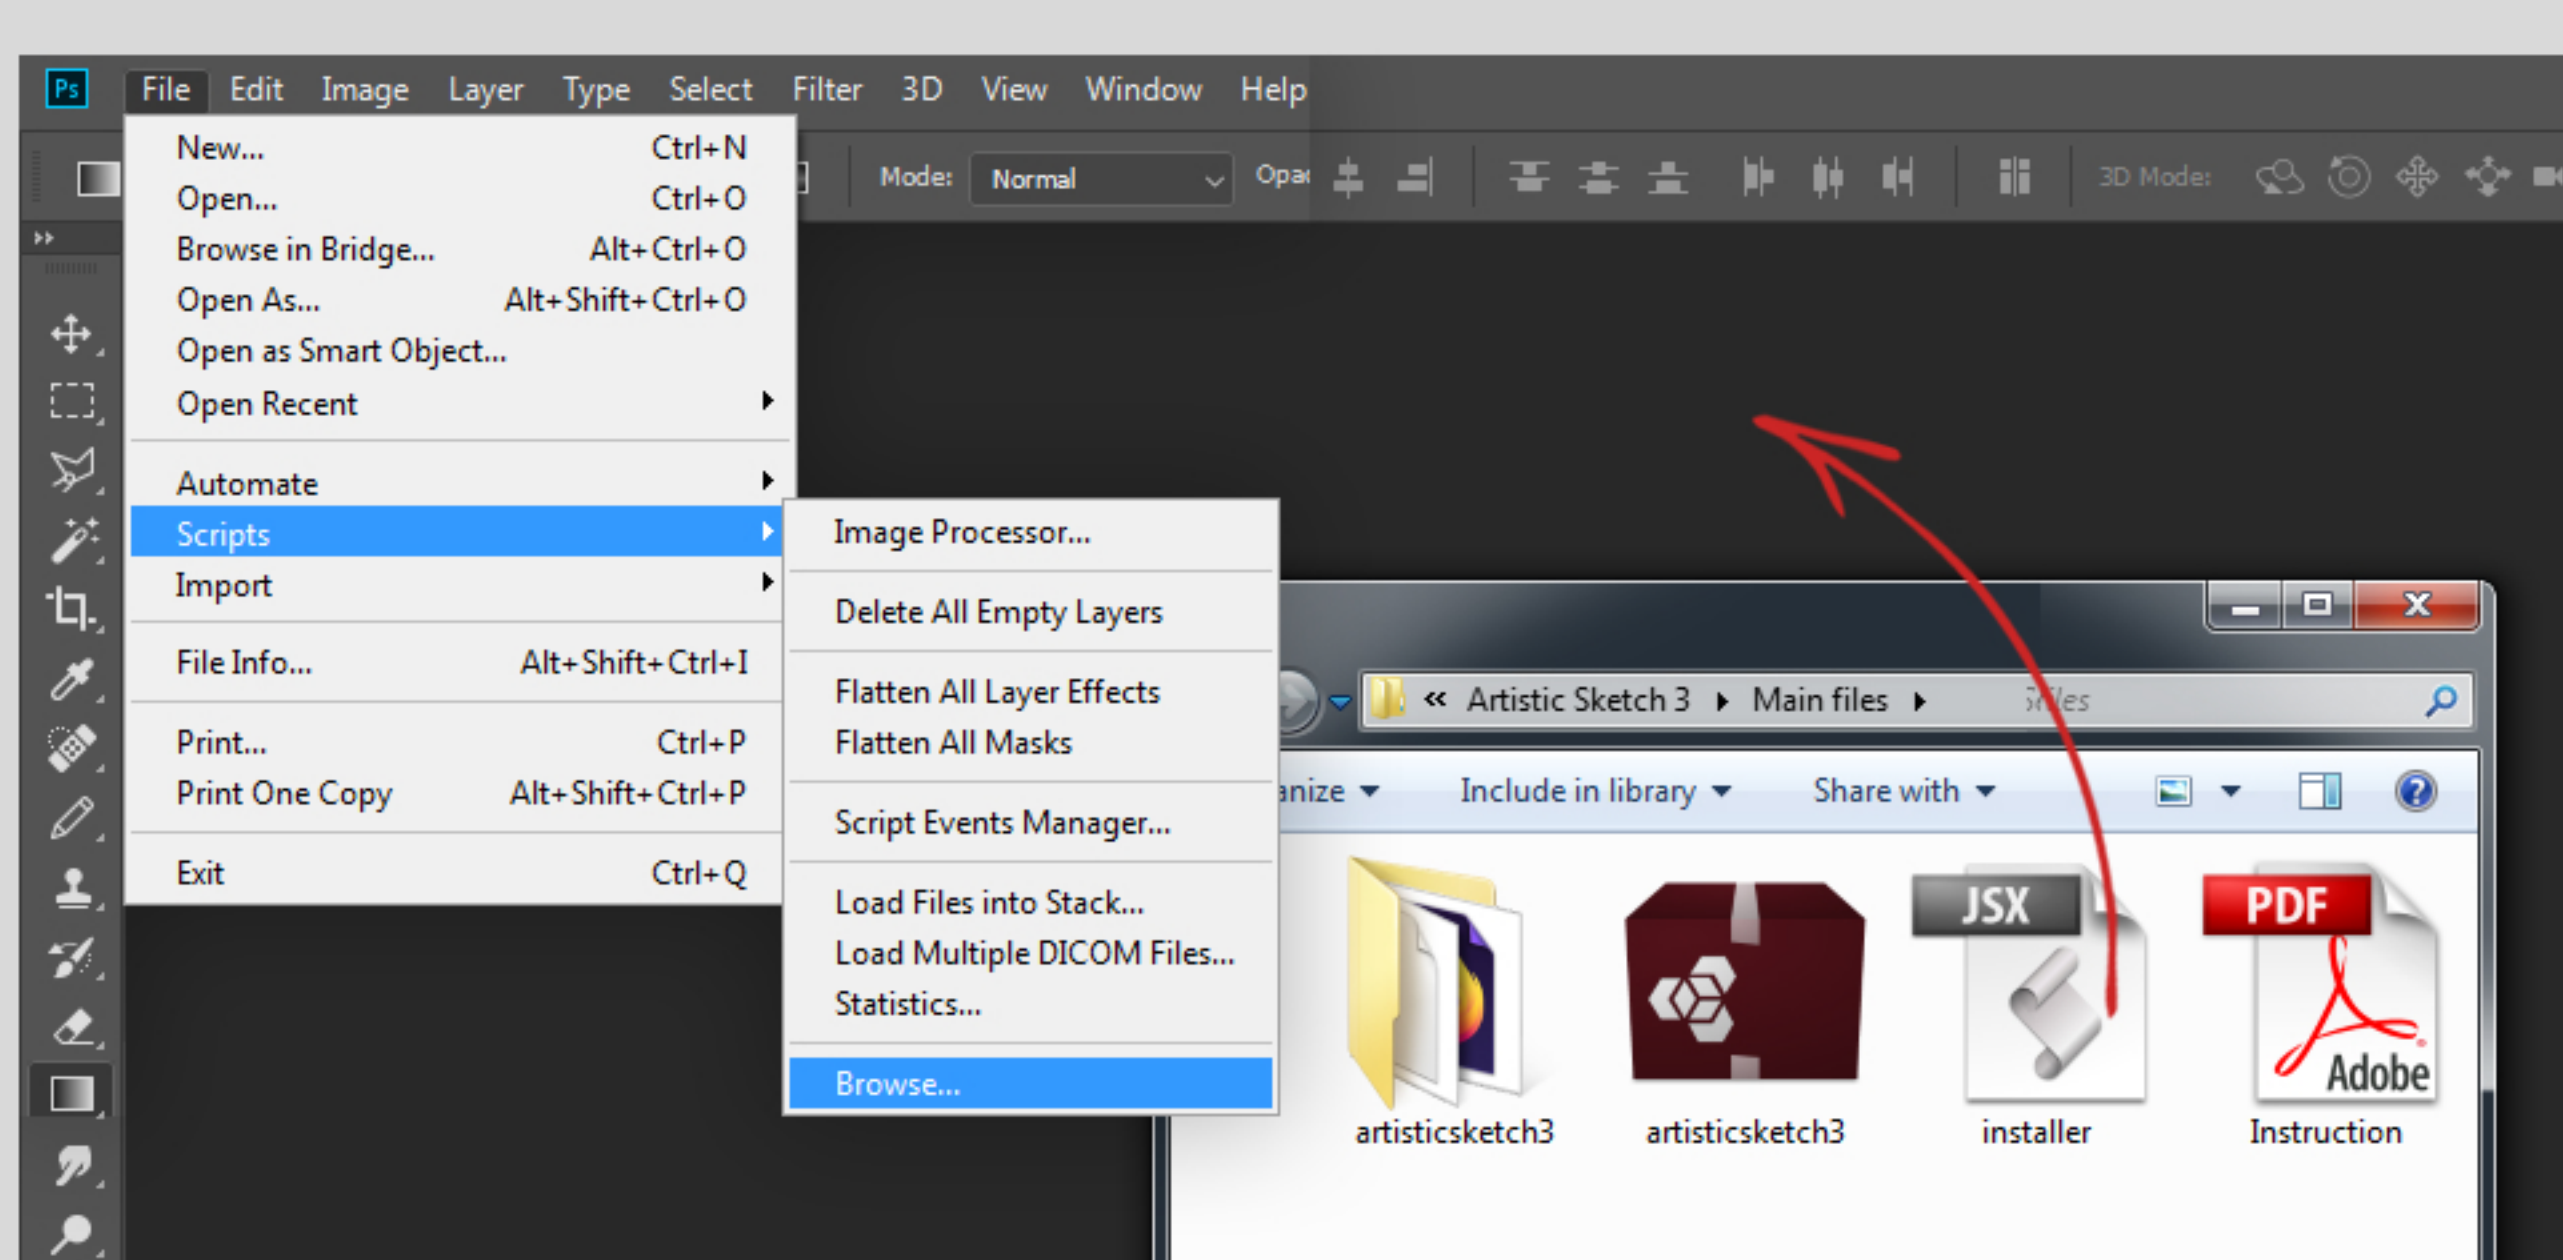 Ps File Edit Image Layer Type Select Filter 3D View Window Help
New... Ctrl+N
Open... Ctrl+O
Browse in Bridge... Alt+Ctrl+O
Open As... Alt+Shift+Ctrl+O
Open as Smart Object...
Open Recent
Automate
Scripts
Import
File Info... Alt+Shift+Ctrl+I
Print... Ctrl+P
Print One Copy Alt+Shift+Ctrl+P
Exit Ctrl+Q
Mode: Normal Opa 3D Mode:
Image Processor...
Delete All Empty Layers
Flatten All Layer Effects
Flatten All Masks
Script Events Manager...
Load Files into Stack...
Load Multiple DICOM Files...
Statistics...
Browse...
« Artistic Sketch 3 Main files
anize Include in library Share with
JSX PDF
Adobe
artisticsketch3 artisticsketch3 installer Instruction